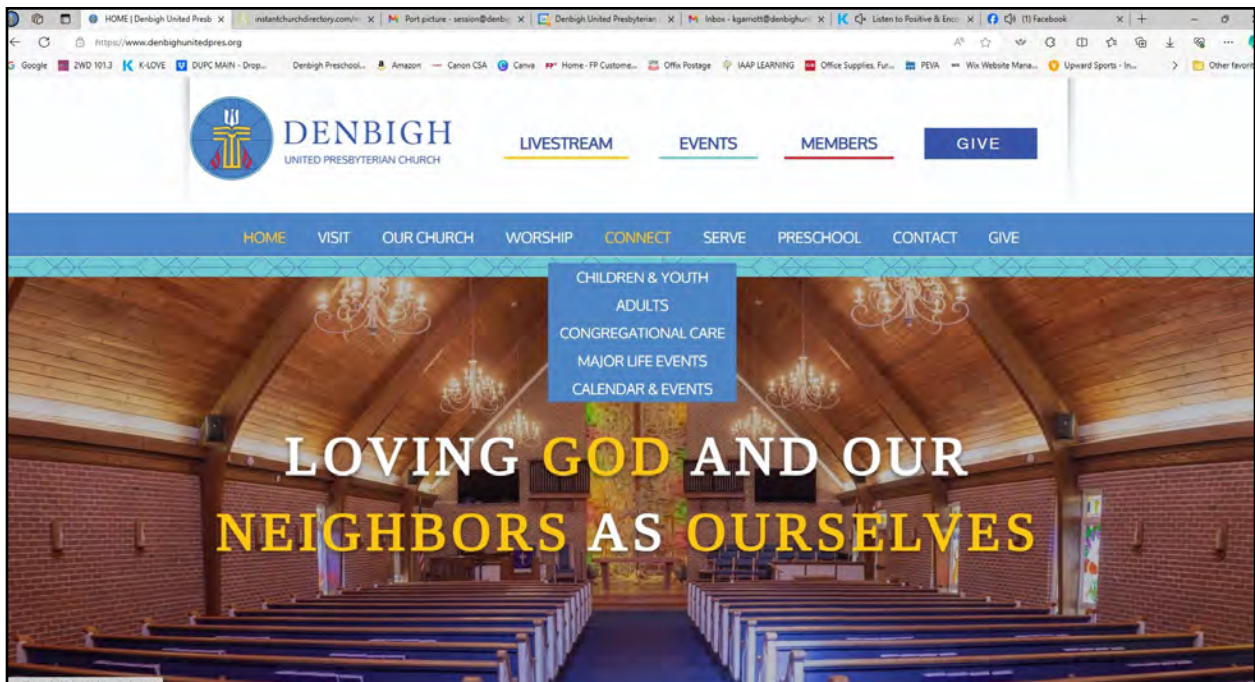 HOME | Denbigh United Presb
instantchurchdirectory.com/m
Port picture - session@denbig
Denbigh United Presbyterian
Inbox - kgarnott@denbighun
Listen to Positive & Enco
(1) Facebook
https://www.denbighunitedpres.org
Google 2WD 101.3 K-LOVE DUPC MAIN - Drop... Denbigh Preschool... Amazon Canon CSA Canva Home - FP Custome... Offix Postage IAAP LEARNING Office Supplies, Fur... PEVA Wix Website Mana... Upward Sports - In... Other favorit
DENBIGH
UNITED PRESBYTERIAN CHURCH
LIVESTREAM EVENTS MEMBERS GIVE
HOME VISIT OUR CHURCH WORSHIP CONNECT SERVE PRESCHOOL CONTACT GIVE
CHILDREN & YOUTH
ADULTS
CONGREGATIONAL CARE
MAJOR LIFE EVENTS
CALENDAR & EVENTS
LOVING GOD AND OUR
NEIGHBORS AS OURSELVES